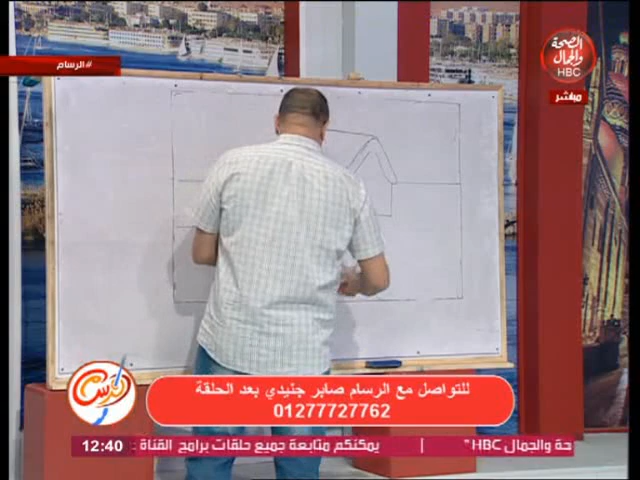 الصحة
والجمال
HBC
مباشر
#الرسام
للتواصل مع الرسام صابر جنيدي بعد الحلقة
01277727762
12:40
يمكنكم متابعة جميع حلقات برامج القناة
حة والجمال HBC"